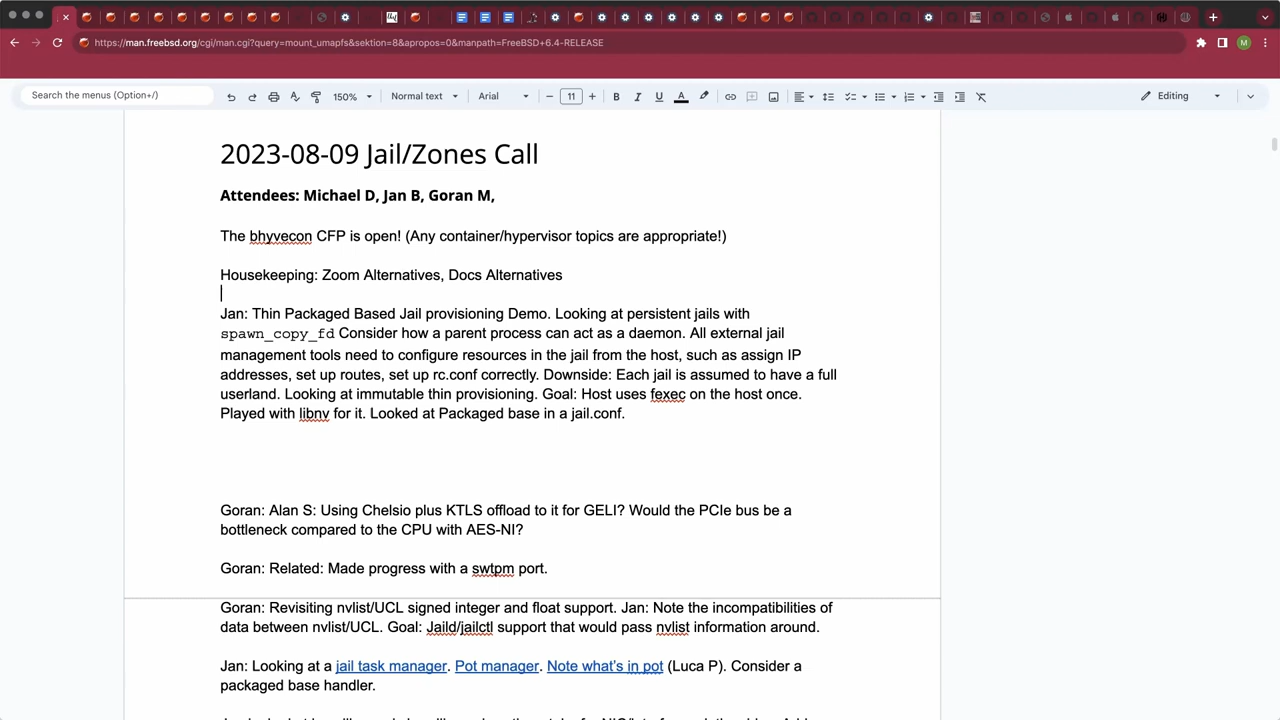 https://man.freebsd.org/cgi/man.cgi?query=mount_umapfs&sektion=8&apropos=0&manpath=FreeBSD+6.4-RELEASE
M
Search the menus (Option+/)
150%
Normal text
Arial
11
B I U A
Editing
2023-08-09 Jail/Zones Call
Attendees: Michael D, Jan B, Goran M,
The bhyvecon CFP is open! (Any container/hypervisor topics are appropriate!)
Housekeeping: Zoom Alternatives, Docs Alternatives
Jan: Thin Packaged Based Jail provisioning Demo. Looking at persistent jails with
spawn_copy_fd Consider how a parent process can act as a daemon. All external jail
management tools need to configure resources in the jail from the host, such as assign IP
addresses, set up routes, set up rc.conf correctly. Downside: Each jail is assumed to have a full
userland. Looking at immutable thin provisioning. Goal: Host uses fexec on the host once.
Played with libnv for it. Looked at Packaged base in a jail.conf.
Goran: Alan S: Using Chelsio plus KTLS offload to it for GELI? Would the PCIe bus be a
bottleneck compared to the CPU with AES-NI?
Goran: Related: Made progress with a swtpm port.
Goran: Revisiting nvlist/UCL signed integer and float support. Jan: Note the incompatibilities of
data between nvlist/UCL. Goal: Jaild/jailctl support that would pass nvlist information around.
Jan: Looking at a jail task manager. Pot manager. Note what's in pot (Luca P). Consider a
packaged base handler.